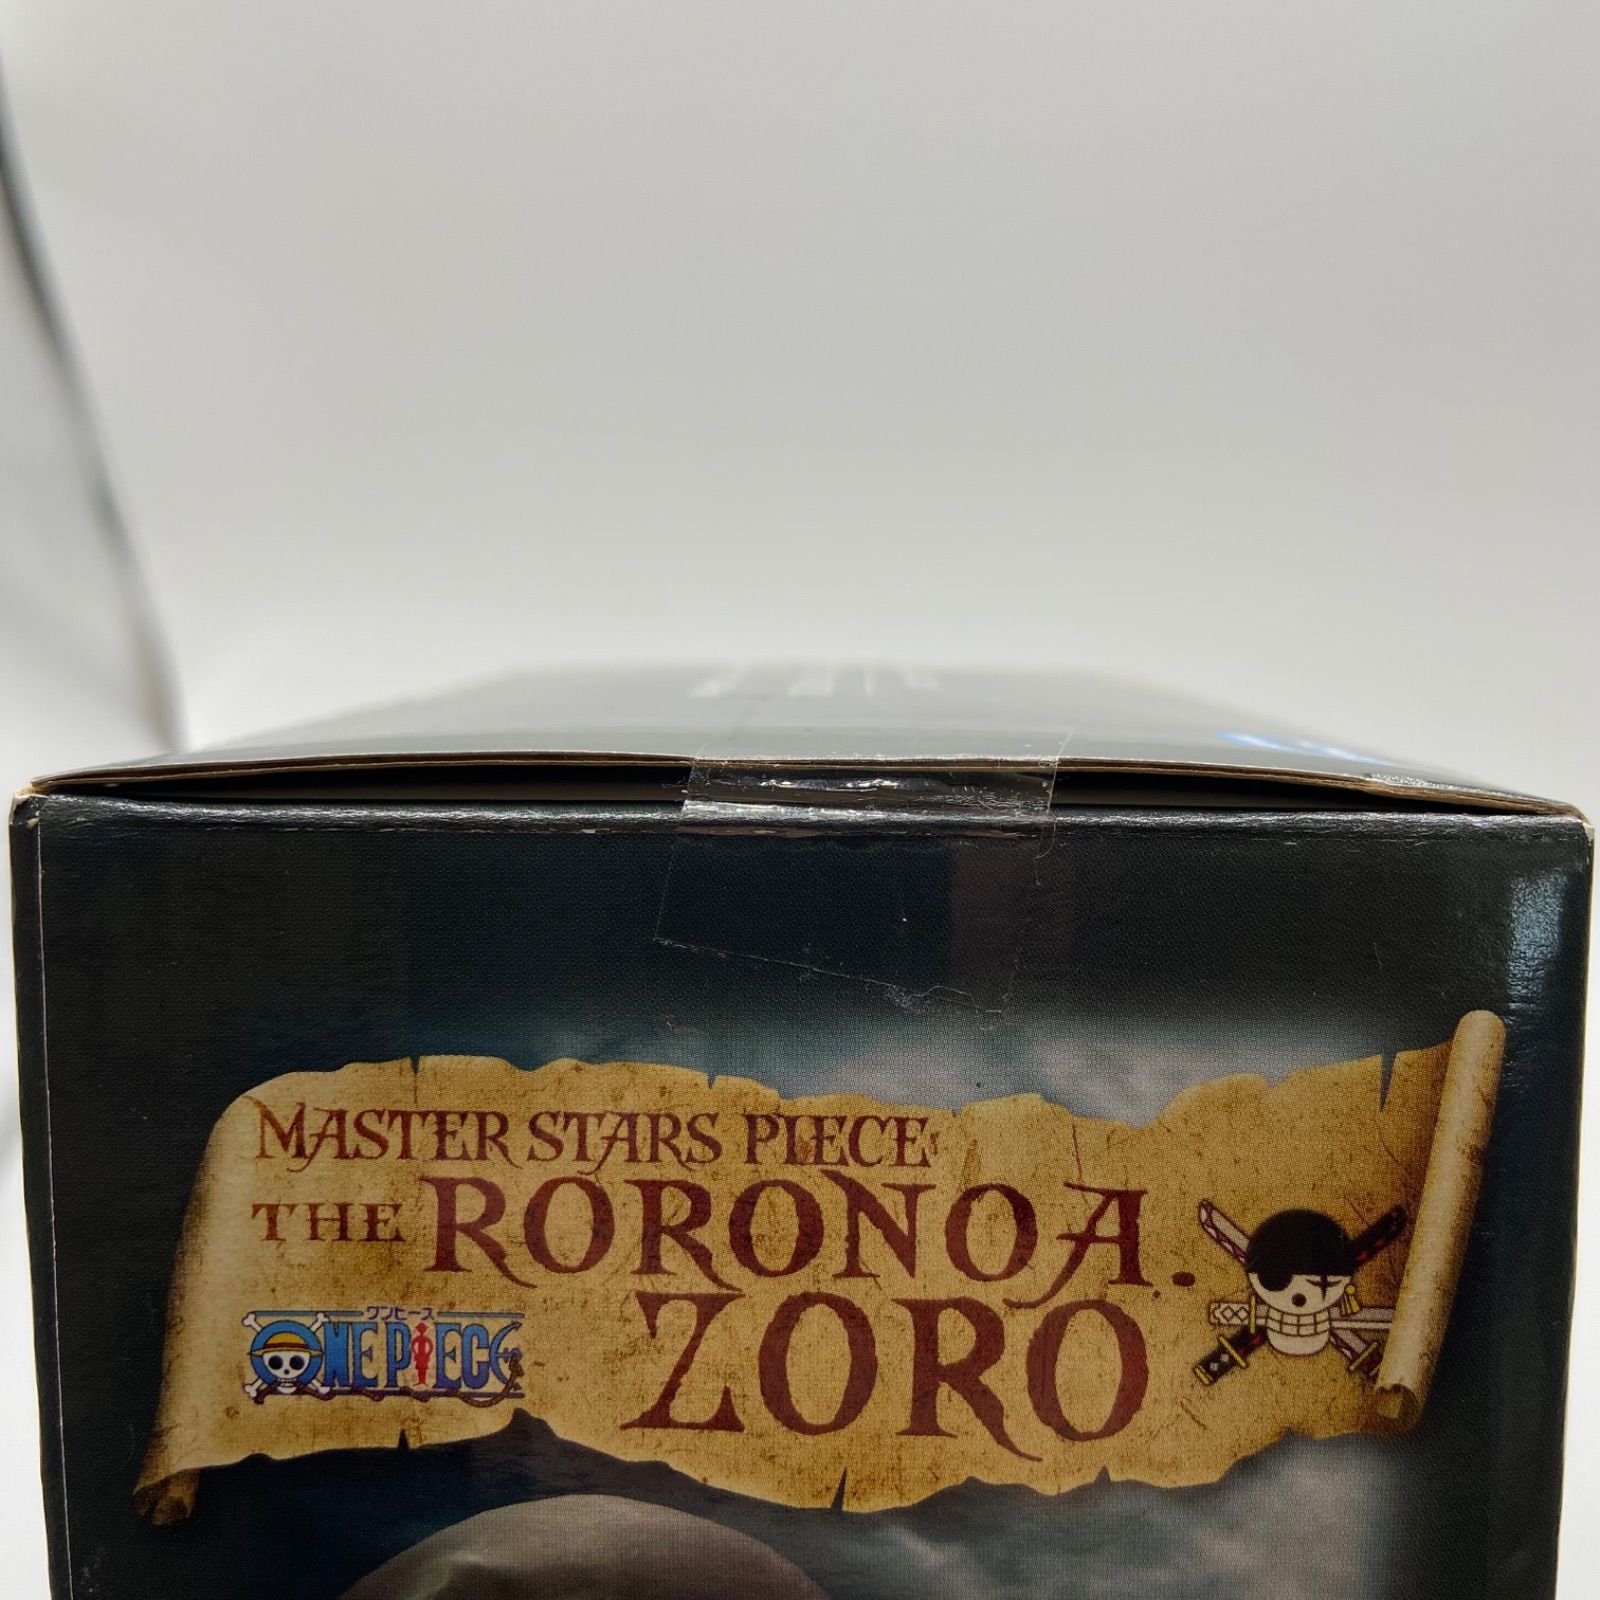 MASTER STARS PIECE
THE RORONOA.
ZORO
ワンピース
ONE PIECE